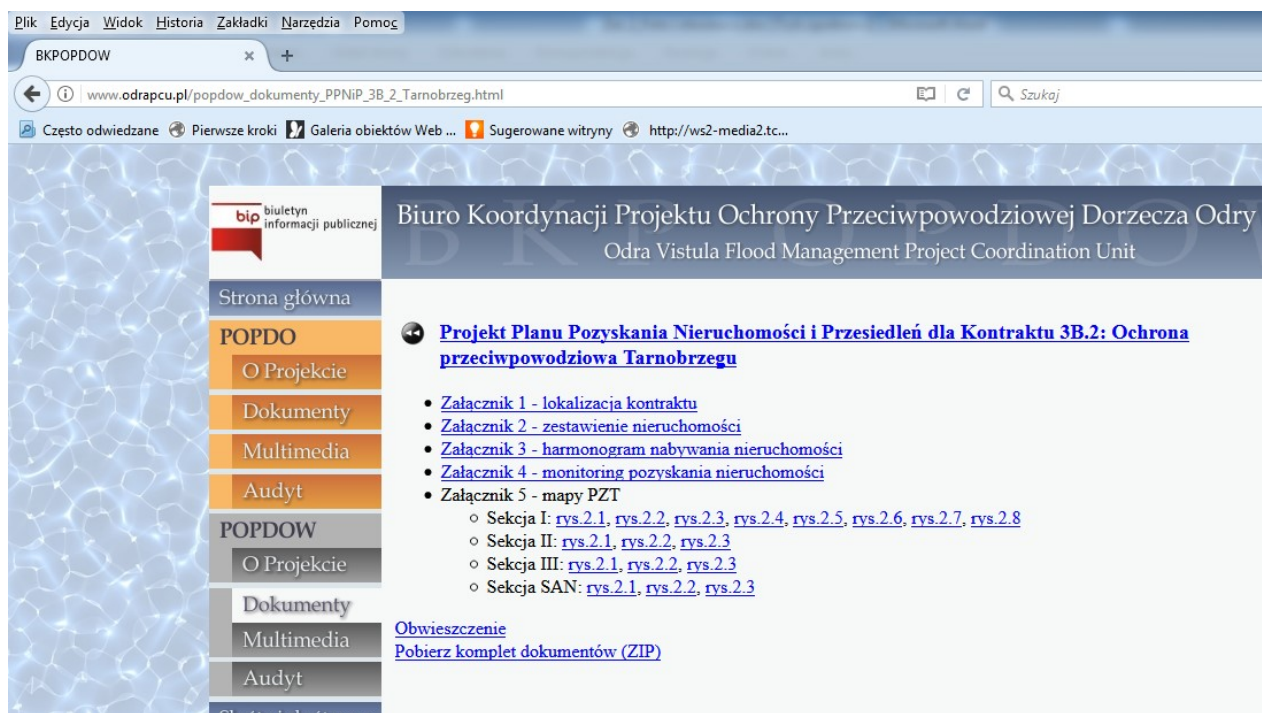 Plik Edycja Widok Historia Zakładki Narzędzia Pomoc
BKPOPDOW × +
www.odrapcu.pl/popdow_dokumenty_PPNiP_3B_2_Tarnobrzeg.html Szukaj
Często odwiedzane Pierwsze kroki Galeria obiektów Web ... Sugerowane witryny http://ws2-media2.tc...
bip biuletyn
informacji publicznej
Biuro Koordynacji Projektu Ochrony Przeciwpowodziowej Dorzecza Odry
Odra Vistula Flood Management Project Coordination Unit
BKPOPDOW
Strona główna
POPDO
O Projekcie
Dokumenty
Multimedia
Audyt
POPDOW
O Projekcie
Dokumenty
Multimedia
Audyt
Projekt Planu Pozyskania Nieruchomości i Przesiedleń dla Kontraktu 3B.2: Ochrona
przeciwpowodziowa Tarnobrzegu
• Załącznik 1 - lokalizacja kontraktu
• Załącznik 2 - zestawienie nieruchomości
• Załącznik 3 - harmonogram nabywania nieruchomości
• Załącznik 4 - monitoring pozyskania nieruchomości
• Załącznik 5 - mapy PZT
○ Sekcja I: rys.2.1, rys.2.2, rys.2.3, rys.2.4, rys.2.5, rys.2.6, rys.2.7, rys.2.8
○ Sekcja II: rys.2.1, rys.2.2, rys.2.3
○ Sekcja III: rys.2.1, rys.2.2, rys.2.3
○ Sekcja SAN: rys.2.1, rys.2.2, rys.2.3
Obwieszczenie
Pobierz komplet dokumentów (ZIP)